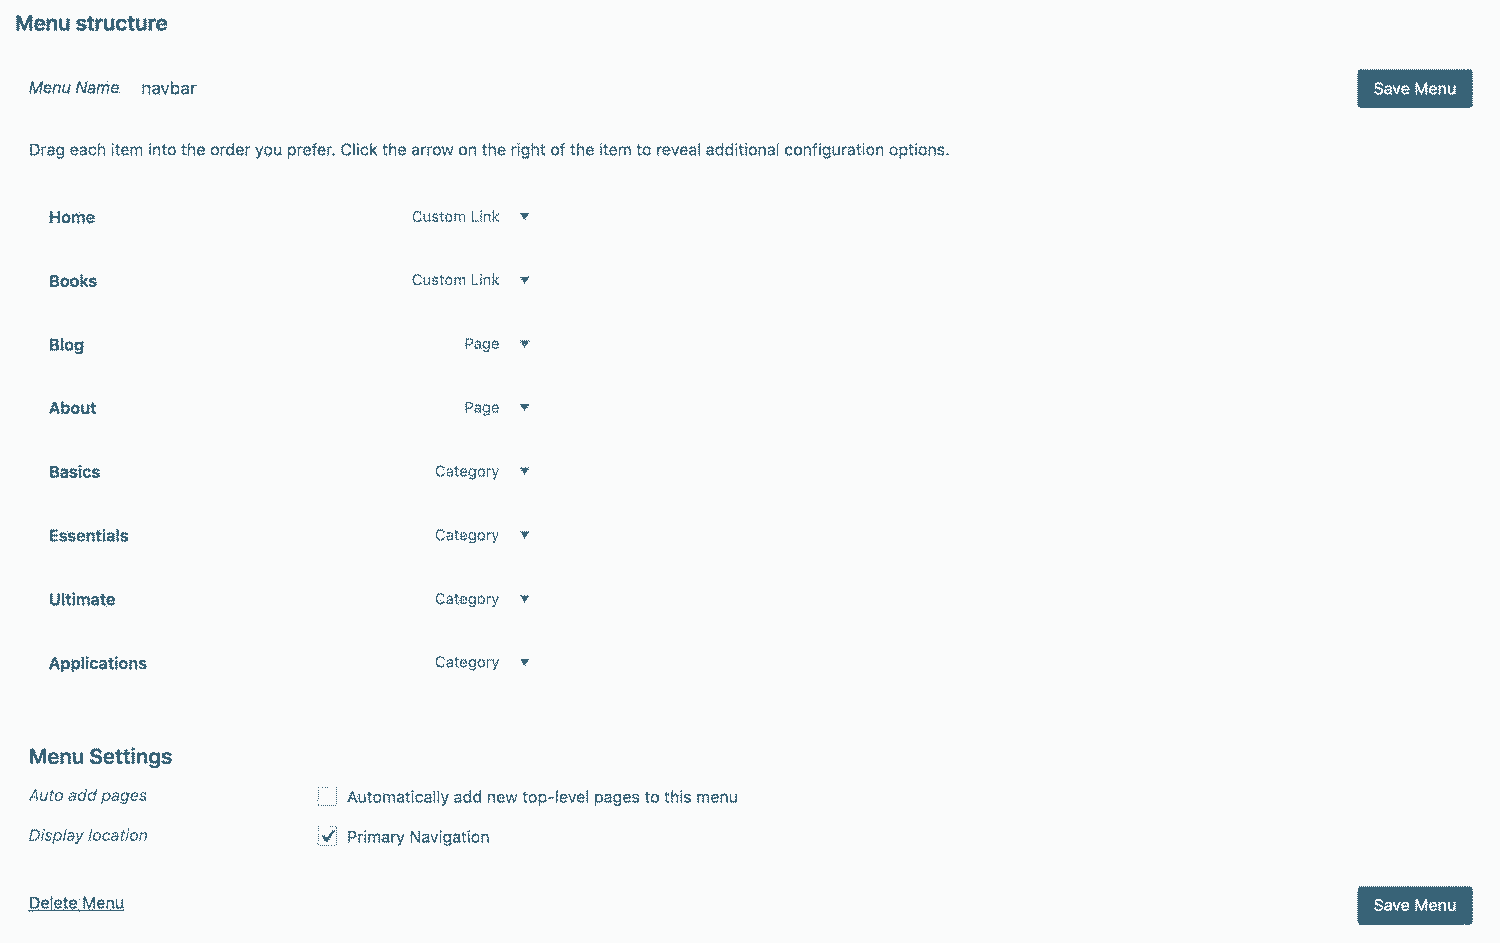 Menu structure
Menu Name navbar
Save Menu
Drag each item into the order you prefer. Click the arrow on the right of the item to reveal additional configuration options.
Home Custom Link
Books Custom Link
Blog Page
About Page
Basics Category
Essentials Category
Ultimate Category
Applications Category
Menu Settings
Auto add pages Automatically add new top-level pages to this menu
Display location Primary Navigation
Delete Menu Save Menu